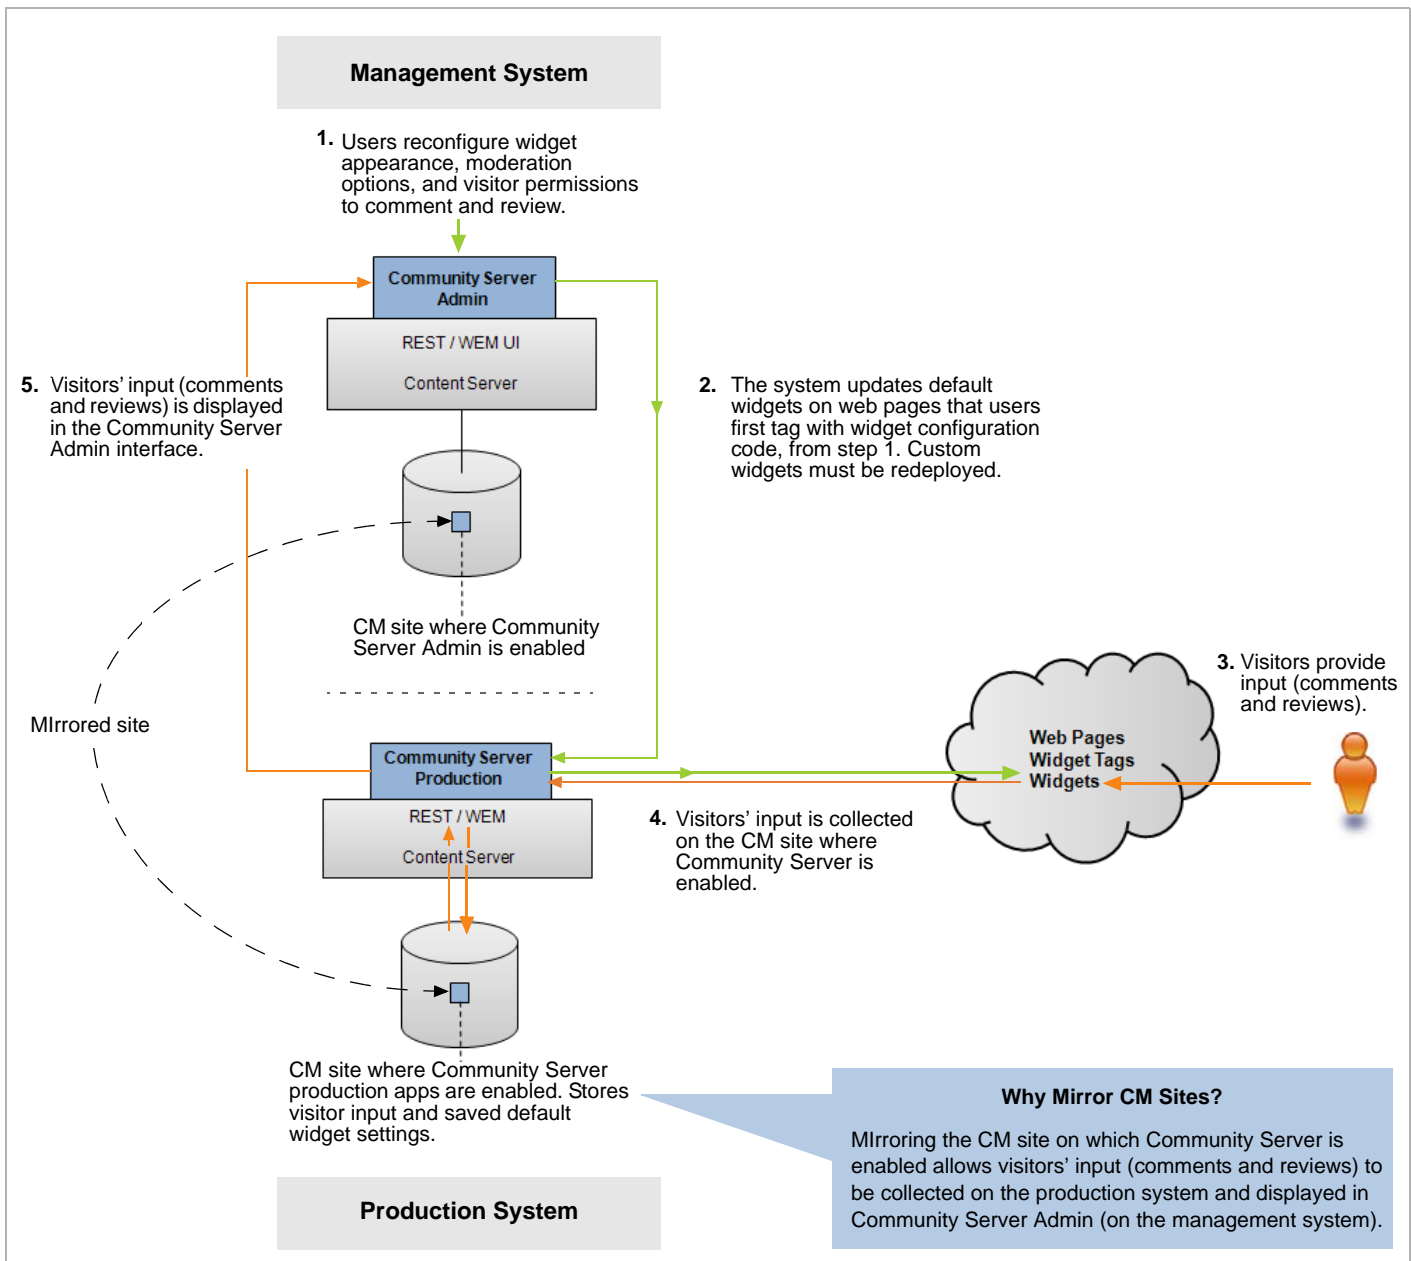 Management System
1. Users reconfigure widget
appearance, moderation
options, and visitor permissions
to comment and review.
Community Server
Admin
REST / WEM UI
Content Server
5. Visitors' input (comments
and reviews) is displayed
in the Community Server
Admin interface.
2. The system updates default
widgets on web pages that users
first tag with widget configuration
code, from step 1. Custom
widgets must be redeployed.
CM site where Community
Server Admin is enabled
MIrrored site
3. Visitors provide
input (comments
and reviews).
Web Pages
Widget Tags
Widgets
Community Server
Production
REST / WEM
Content Server
4. Visitors' input is collected
on the CM site where
Community Server is
enabled.
CM site where Community Server
production apps are enabled. Stores
visitor input and saved default
widget settings.
Why Mirror CM Sites?
MIrroring the CM site on which Community Server is
enabled allows visitors' input (comments and reviews) to
be collected on the production system and displayed in
Community Server Admin (on the management system).
Production System